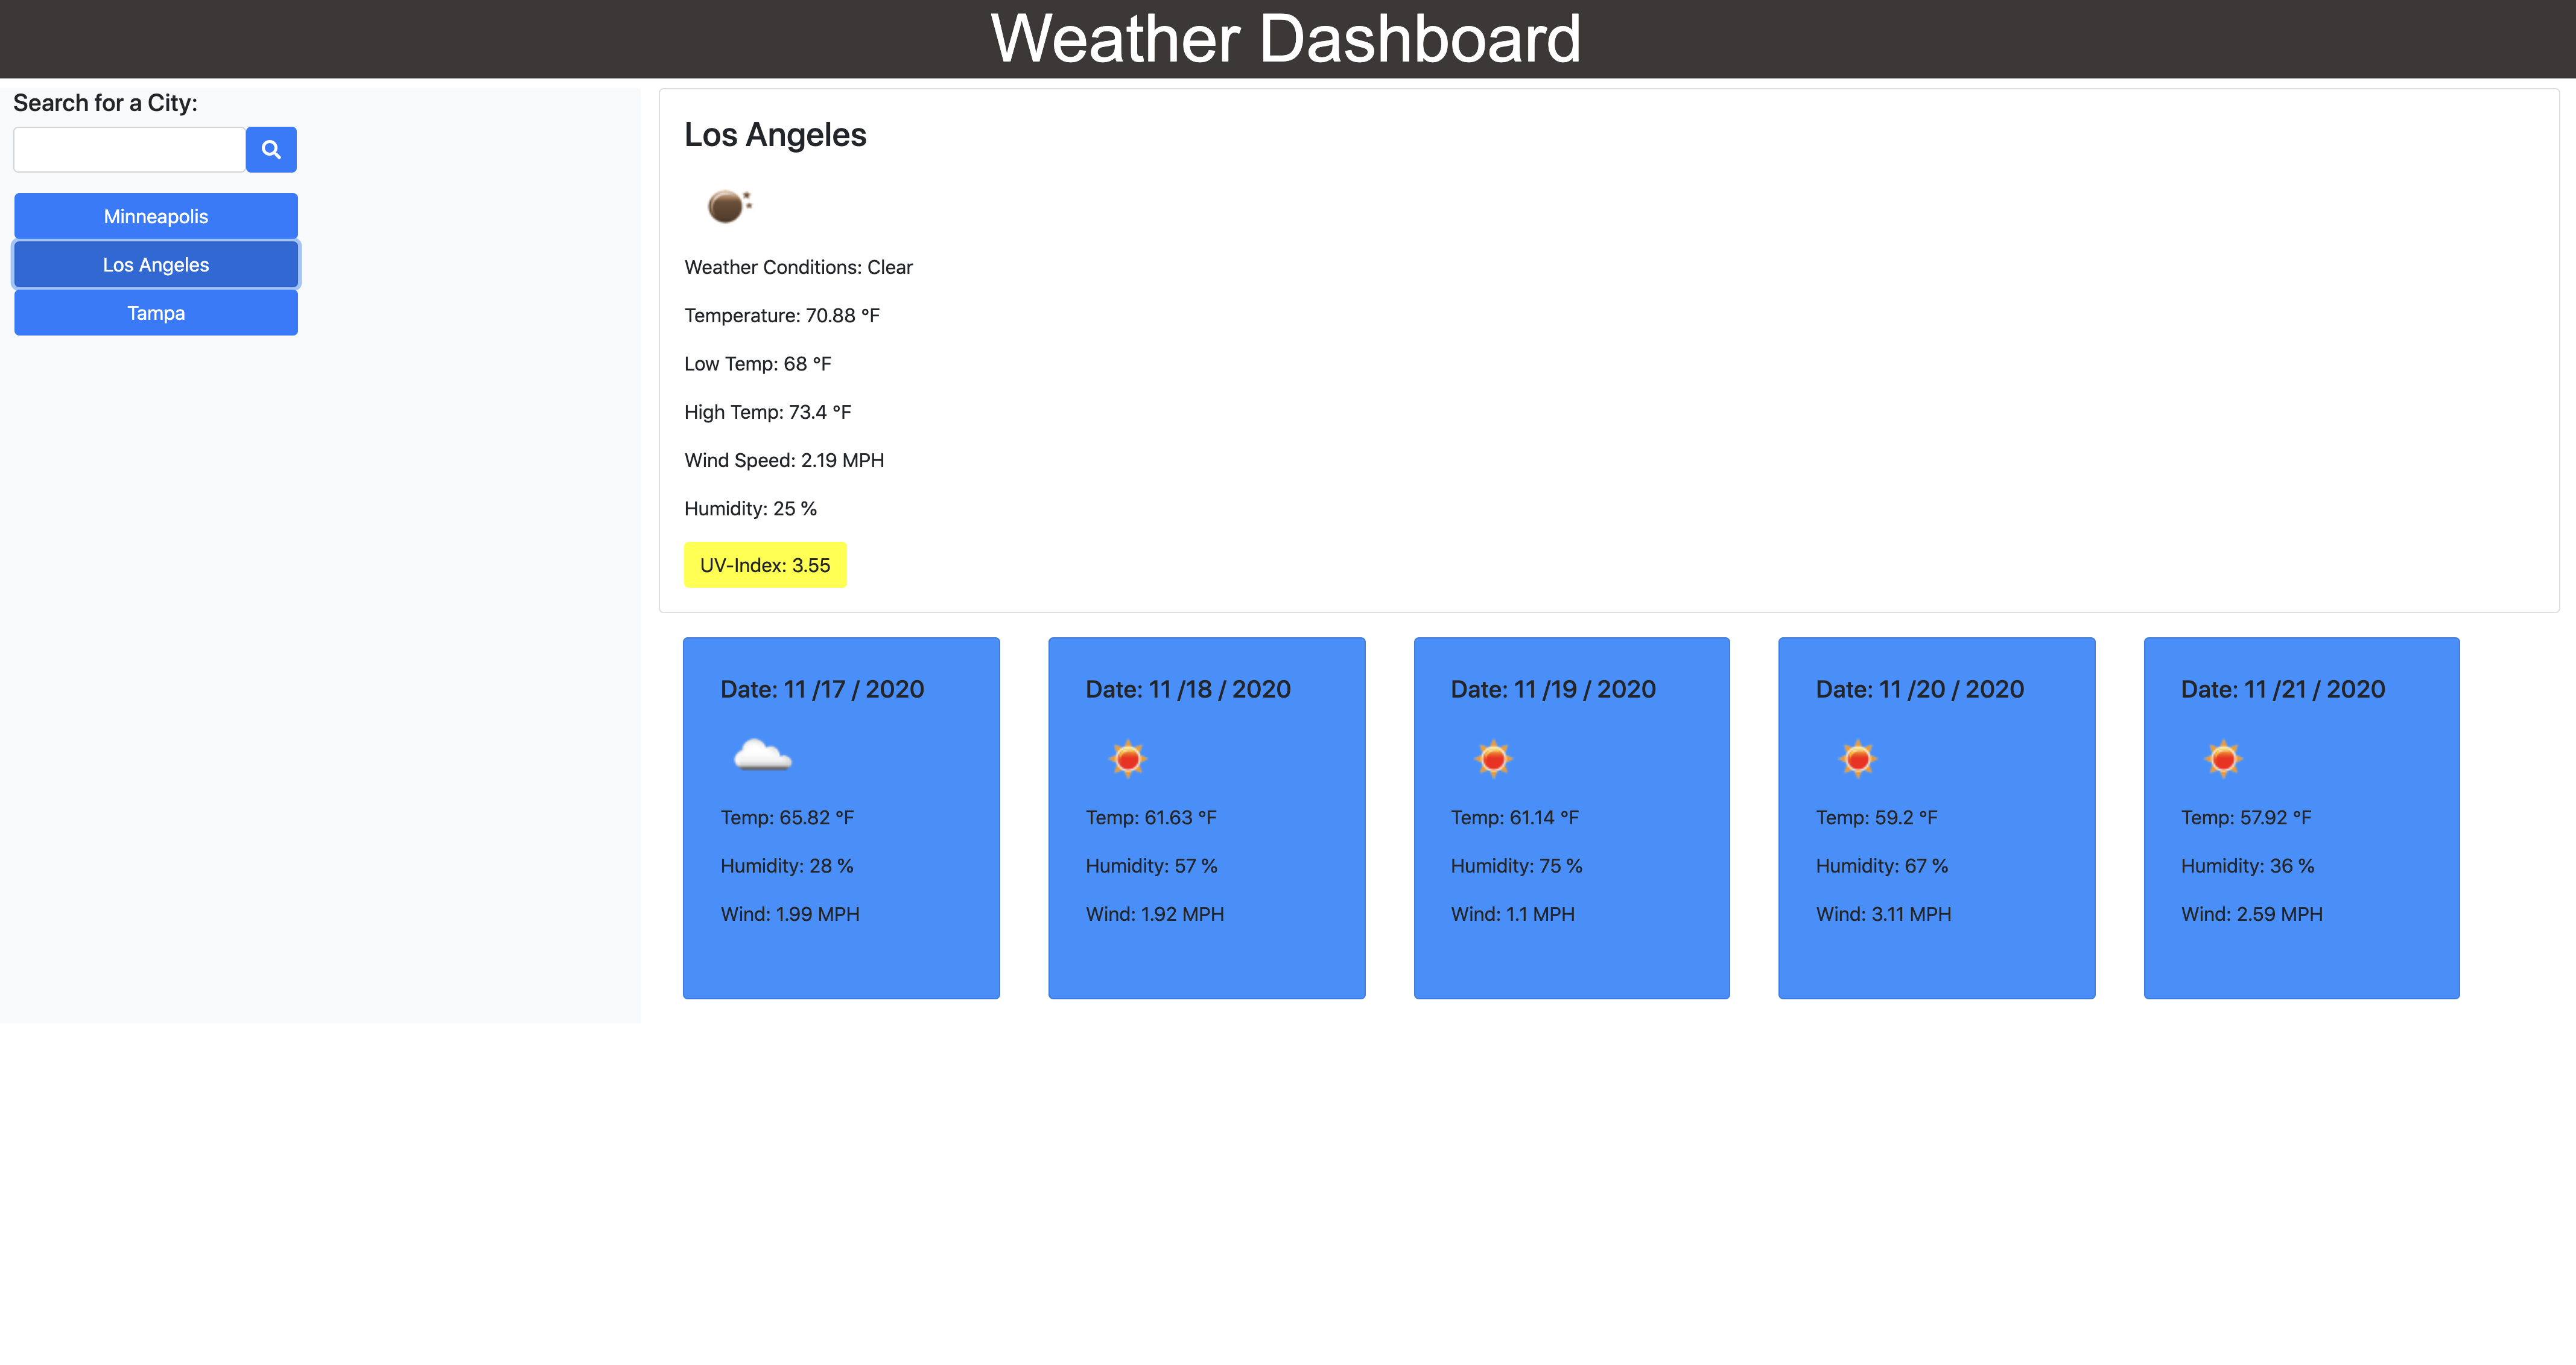 Weather Dashboard
Search for a City:
Minneapolis
Los Angeles
Tampa
Los Angeles
Weather Conditions: Clear
Temperature: 70.88 °F
Low Temp: 68 °F
High Temp: 73.4 °F
Wind Speed: 2.19 MPH
Humidity: 25 %
UV-Index: 3.55
Date: 11 /17 / 2020
Temp: 65.82 °F
Humidity: 28 %
Wind: 1.99 MPH
Date: 11 /18 / 2020
Temp: 61.63 °F
Humidity: 57 %
Wind: 1.92 MPH
Date: 11 /19 / 2020
Temp: 61.14 °F
Humidity: 75 %
Wind: 1.1 MPH
Date: 11 /20 / 2020
Temp: 59.2 °F
Humidity: 67 %
Wind: 3.11 MPH
Date: 11 /21 / 2020
Temp: 57.92 °F
Humidity: 36 %
Wind: 2.59 MPH